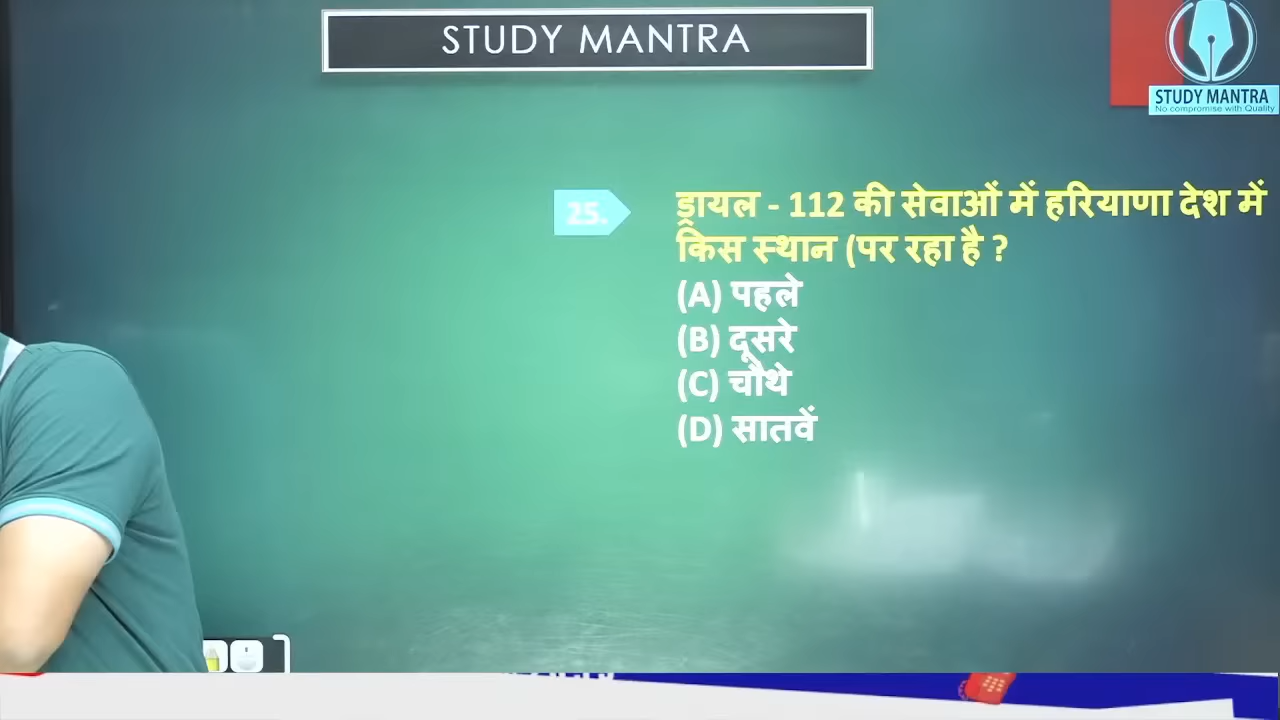 STUDY MANTRA
STUDY MANTRA
No compromise with Quality
25.
ड्रायल - 112 की सेवाओं में हरियाणा देश में
किस स्थान (पर रहा है ?
(A) पहले
(B) दूसरे
(C) चौथे
(D) सातवें